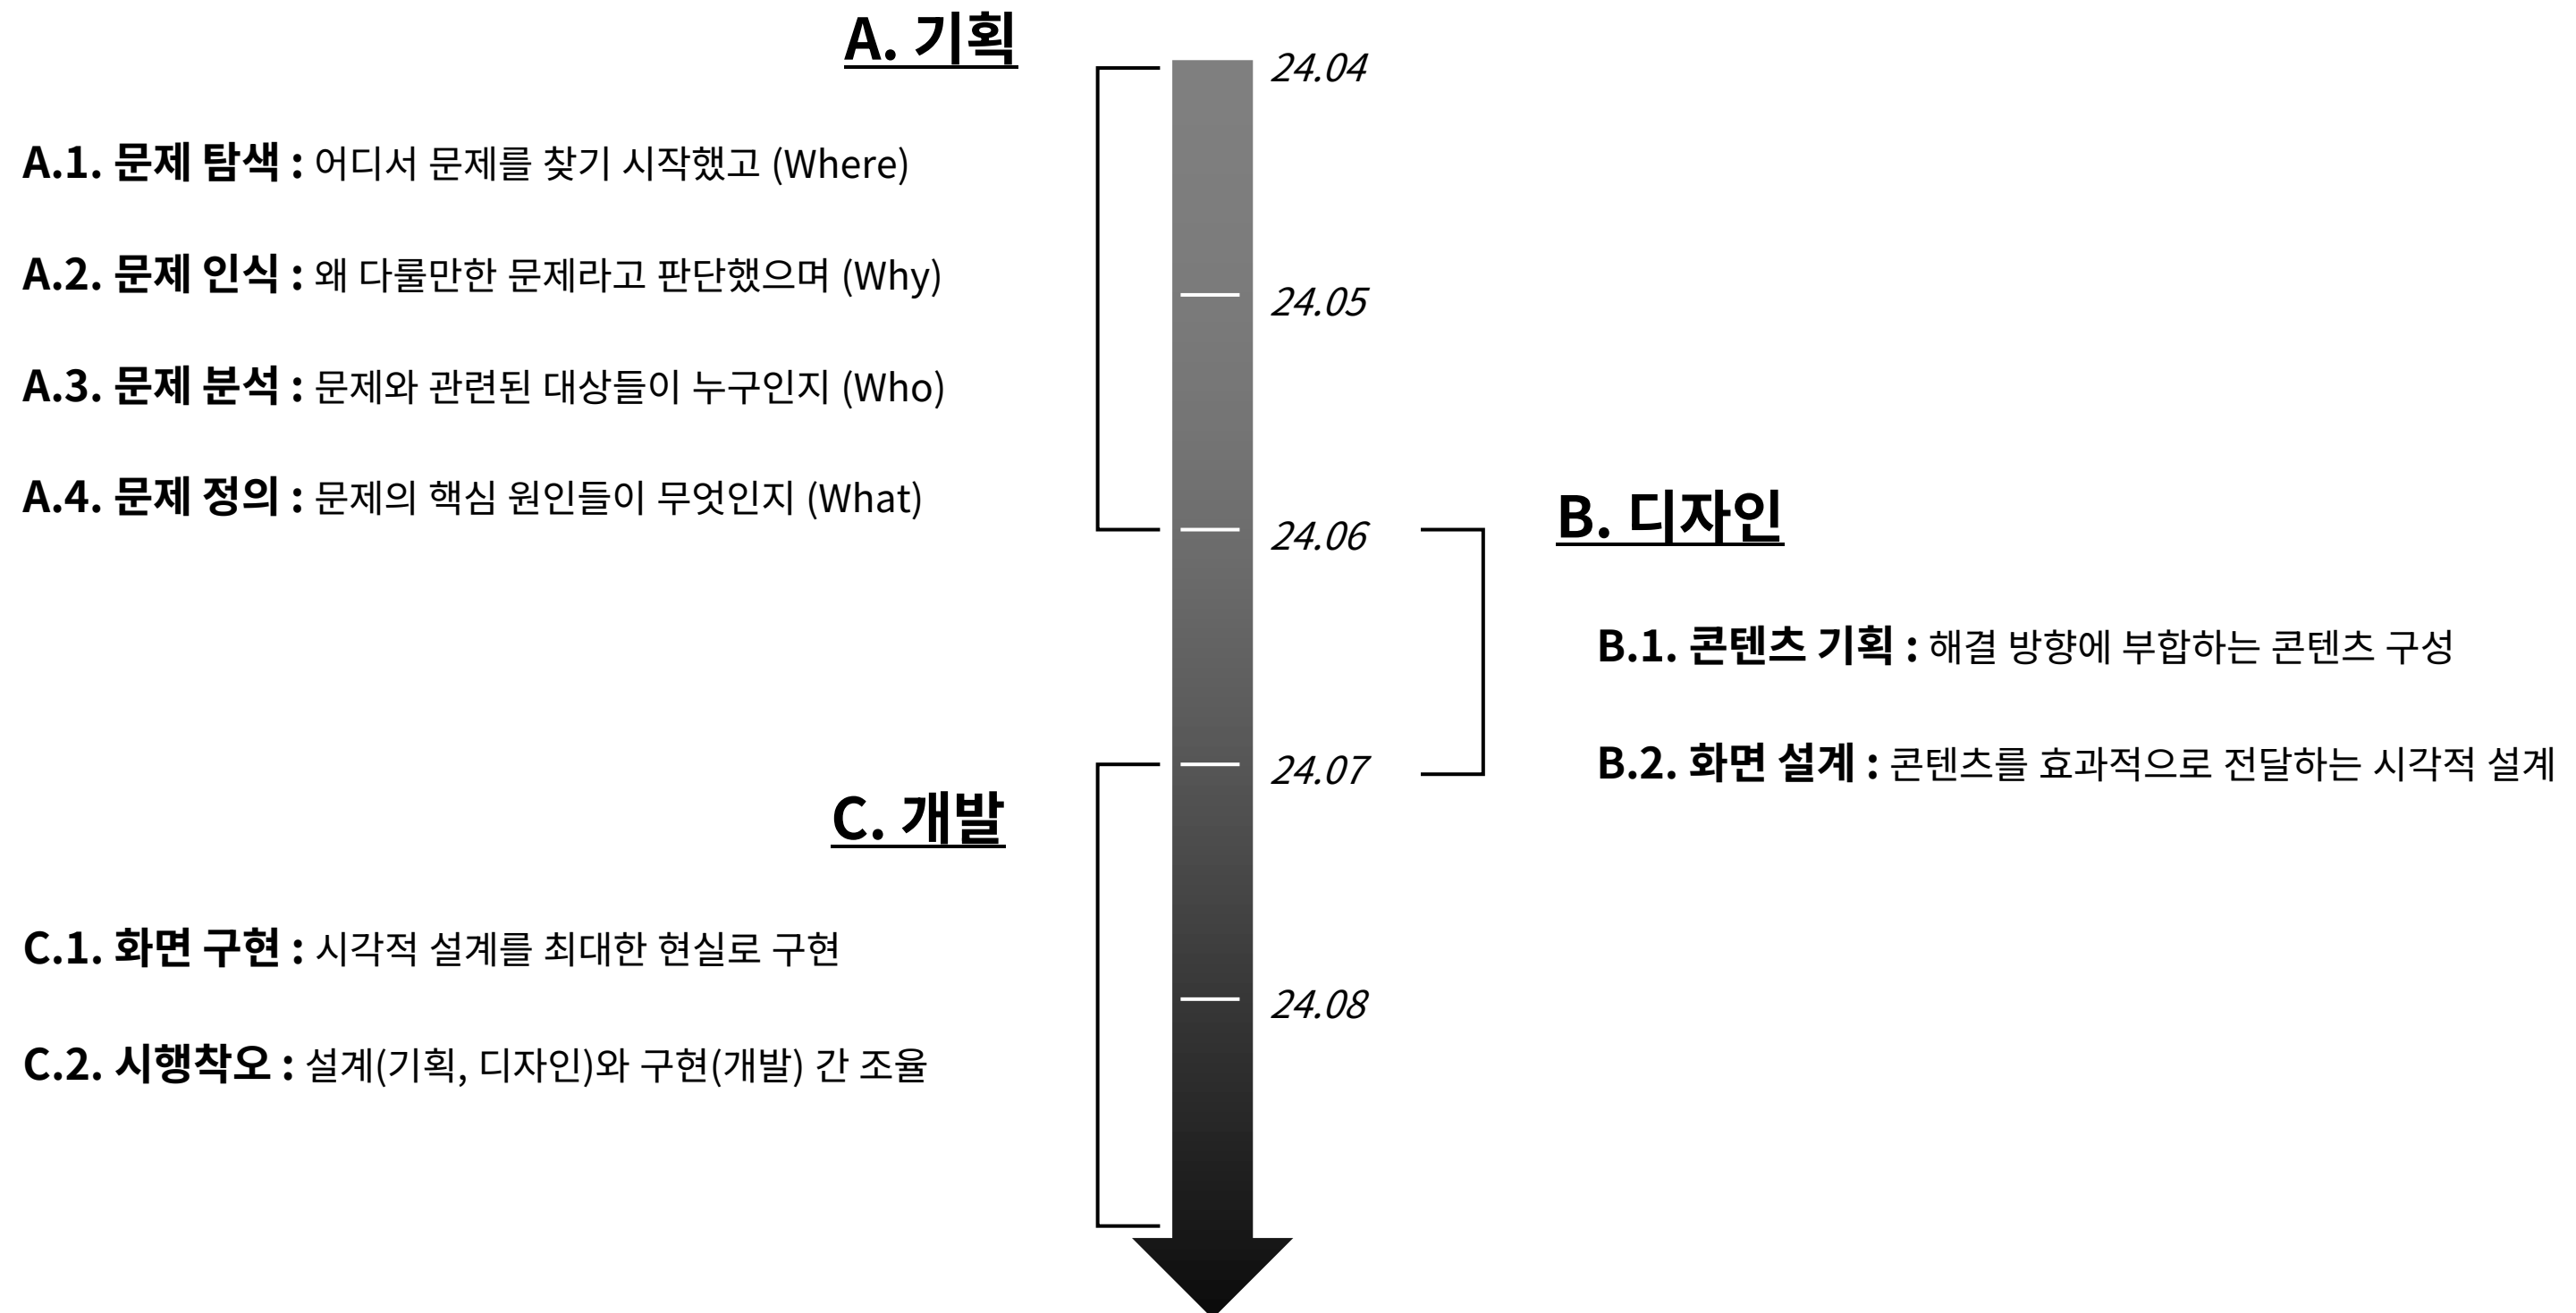 A. 기획
A.1. 문제 탐색 : 어디서 문제를 찾기 시작했고 (Where)
A.2. 문제 인식 : 왜 다룰만한 문제라고 판단했으며 (Why)
A.3. 문제 분석 : 문제와 관련된 대상들이 누구인지 (Who)
A.4. 문제 정의 : 문제의 핵심 원인들이 무엇인지 (What)
24.04
24.05
24.06
24.07
24.08
B. 디자인
B.1. 콘텐츠 기획 : 해결 방향에 부합하는 콘텐츠 구성
B.2. 화면 설계 : 콘텐츠를 효과적으로 전달하는 시각적 설계
C. 개발
C.1. 화면 구현 : 시각적 설계를 최대한 현실로 구현
C.2. 시행착오 : 설계(기획, 디자인)와 구현(개발) 간 조율